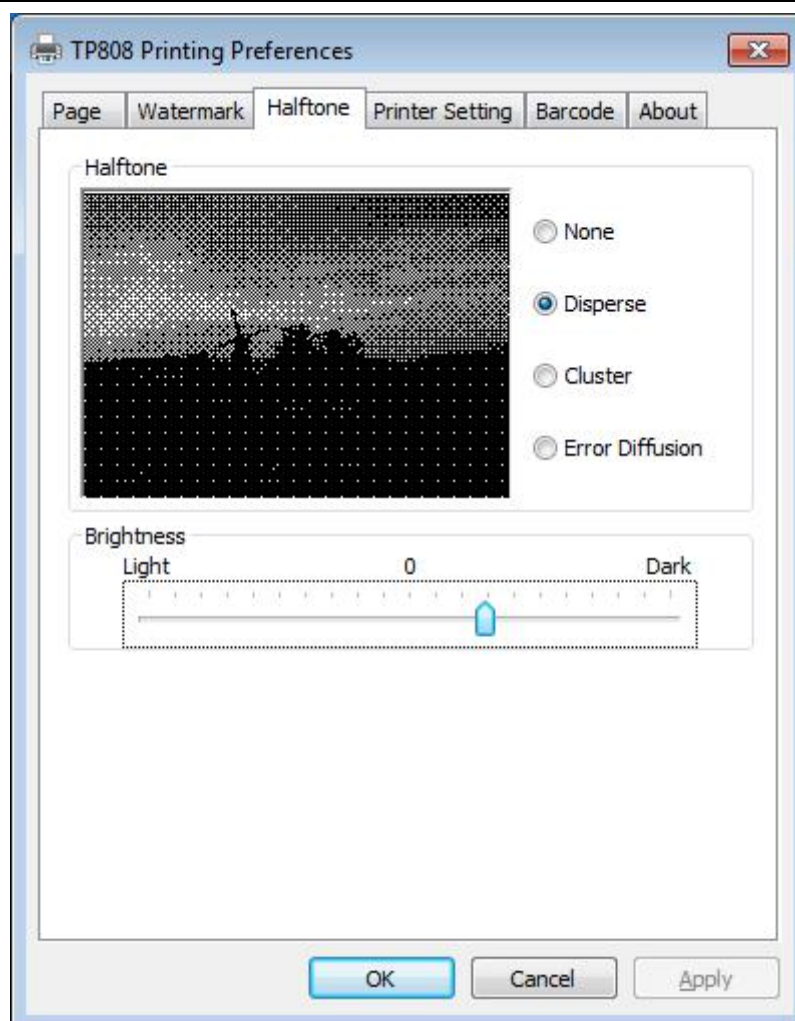 TP808 Printing Preferences
Page Watermark Halftone Printer Setting Barcode About
Halftone
None
Disperse
Cluster
Error Diffusion
Brightness
Light 0 Dark
OK Cancel Apply